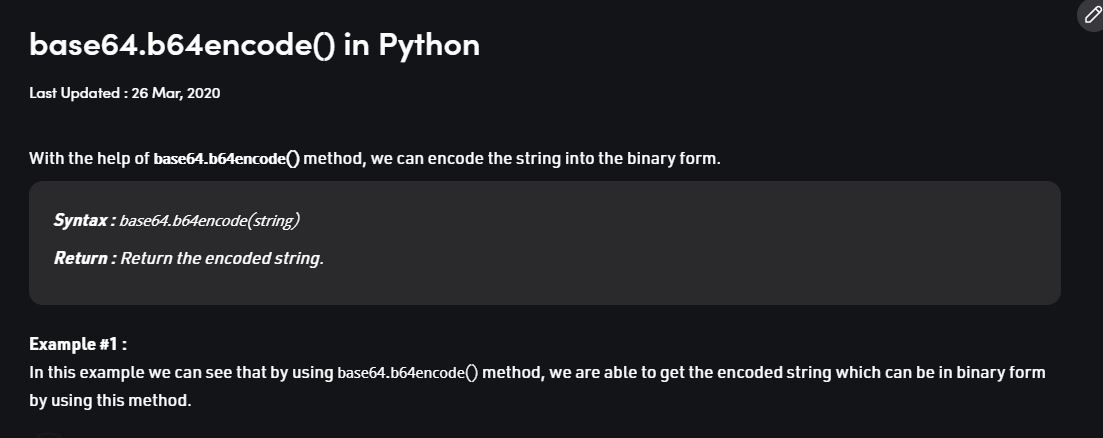 base64.b64encode() in Python
Last Updated : 26 Mar, 2020
With the help of base64.b64encode() method, we can encode the string into the binary form.
Syntax : base64.b64encode(string)
Return : Return the encoded string.
Example #1 :
In this example we can see that by using base64.b64encode() method, we are able to get the encoded string which can be in binary form
by using this method.